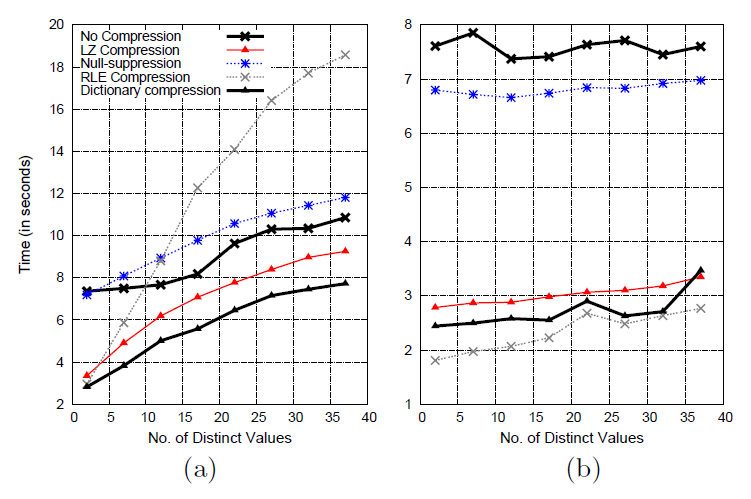 20
18
16
14
12
10
8
6
4
2
Time (in seconds)
No Compression
LZ Compression
Null-suppression
RLE Compression
Dictionary compression
0 5 10 15 20 25 30 35 40
No. of Distinct Values
(a)
8
7
6
5
4
3
2
1
0 5 10 15 20 25 30 35 40
No. of Distinct Values
(b)